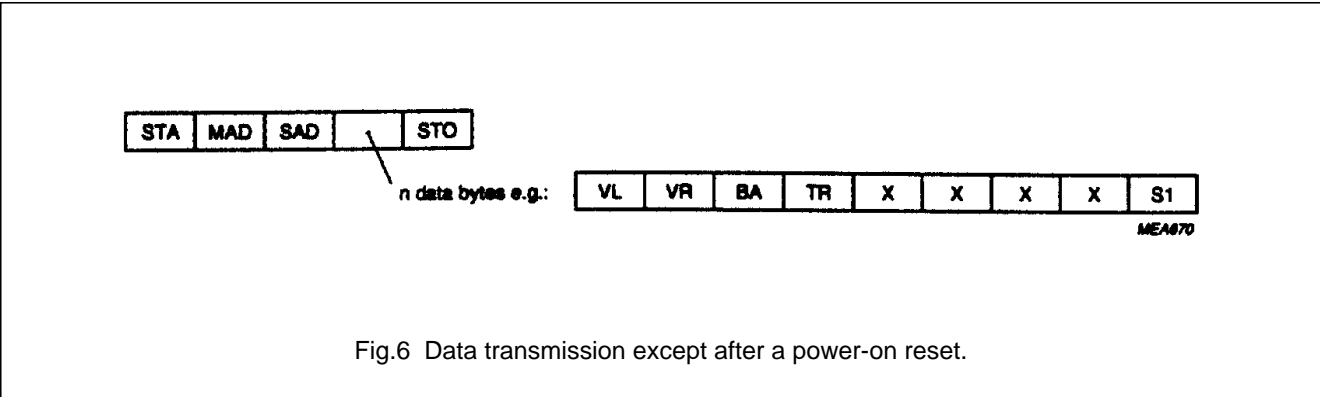 STA MAD SAD STO
n data bytes e.g.: VL VR BA TR X X X X S1
MEA670
Fig.6 Data transmission except after a power-on reset.